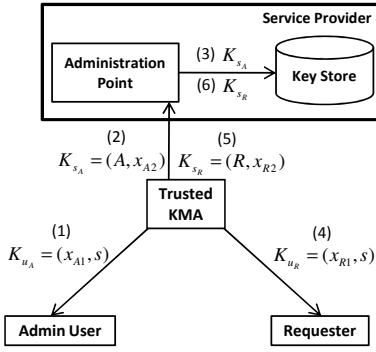 Service Provider
Administration Point
(3) K_{s_A}
(6) K_{s_R}
Key Store
(2)
K_{s_A} = (A, x_{A2})
(5)
K_{s_R} = (R, x_{R2})
Trusted KMA
(1)
K_{u_A} = (x_{A1}, s)
(4)
K_{u_R} = (x_{R1}, s)
Admin User
Requester